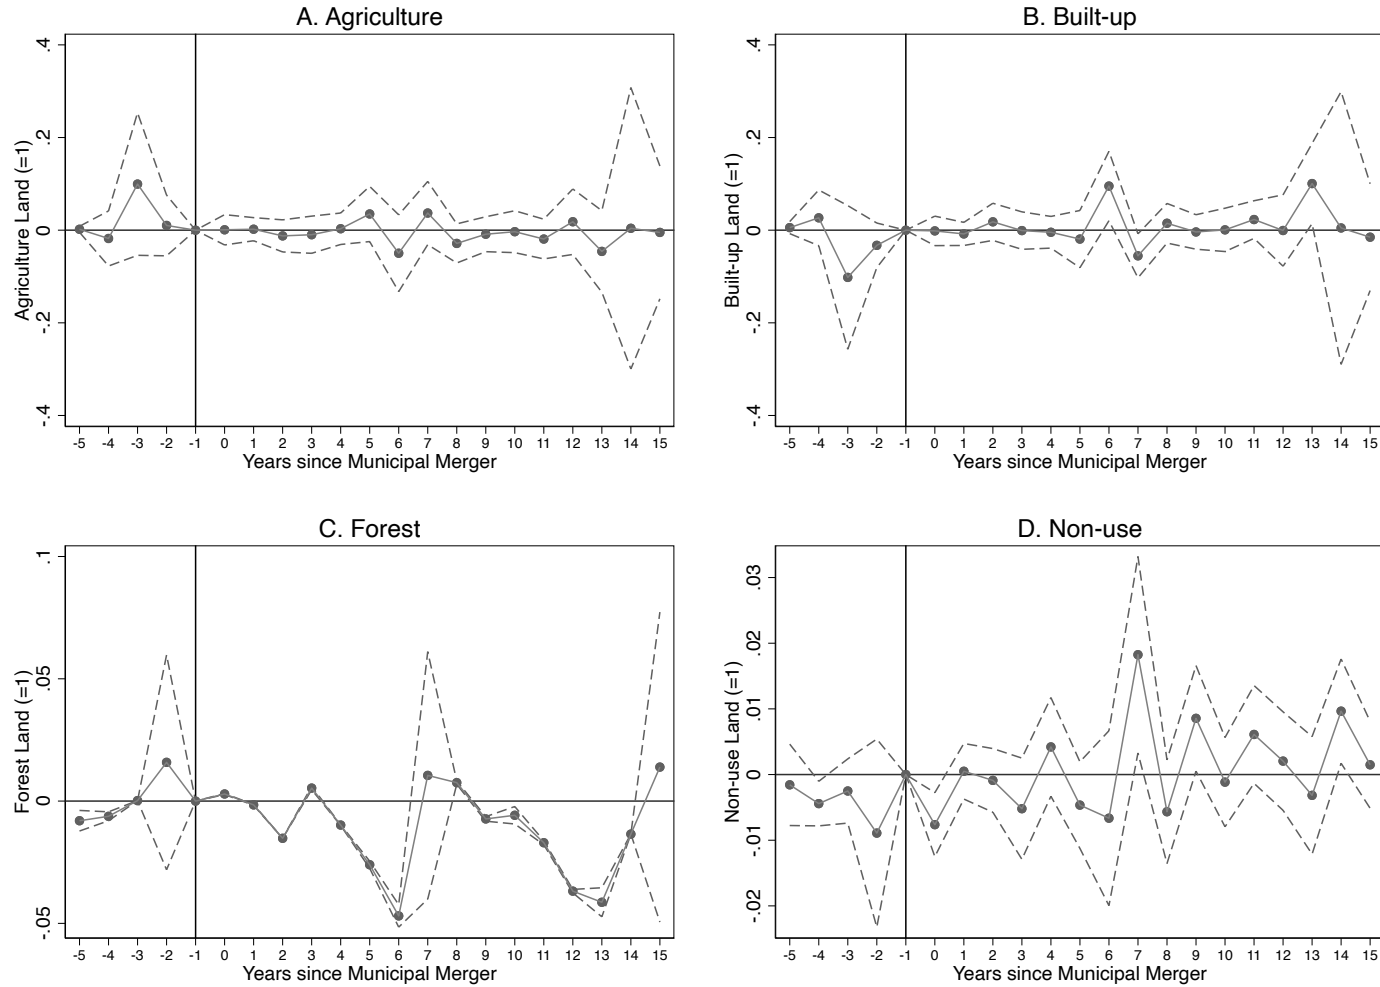 A. Agriculture
Agriculture Land (=1)
.4
.2
0
-.2
-.4
-5 -4 -3 -2 -1 0 1 2 3 4 5 6 7 8 9 10 11 12 13 14 15
Years since Municipal Merger
B. Built-up
Built-up Land (=1)
.4
.2
0
-.2
-.4
-5 -4 -3 -2 -1 0 1 2 3 4 5 6 7 8 9 10 11 12 13 14 15
Years since Municipal Merger
C. Forest
Forest Land (=1)
.1
.05
0
-.05
-5 -4 -3 -2 -1 0 1 2 3 4 5 6 7 8 9 10 11 12 13 14 15
Years since Municipal Merger
D. Non-use
Non-use Land (=1)
.03
.02
.01
0
-.01
-.02
-5 -4 -3 -2 -1 0 1 2 3 4 5 6 7 8 9 10 11 12 13 14 15
Years since Municipal Merger